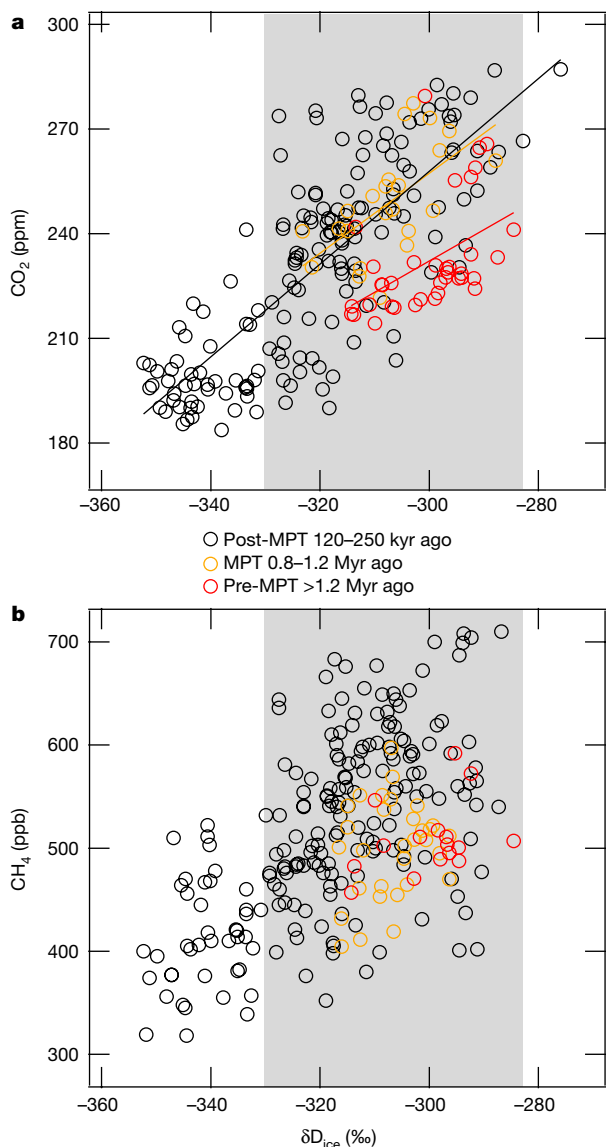 a
300
270
240
210
180
CO2 (ppm)
−360
−340
−320
−300
−280
Post-MPT 120–250 kyr ago
MPT 0.8–1.2 Myr ago
Pre-MPT >1.2 Myr ago
b
700
600
500
400
300
CH4 (ppb)
−360
−340
−320
−300
−280
δDice (‰)